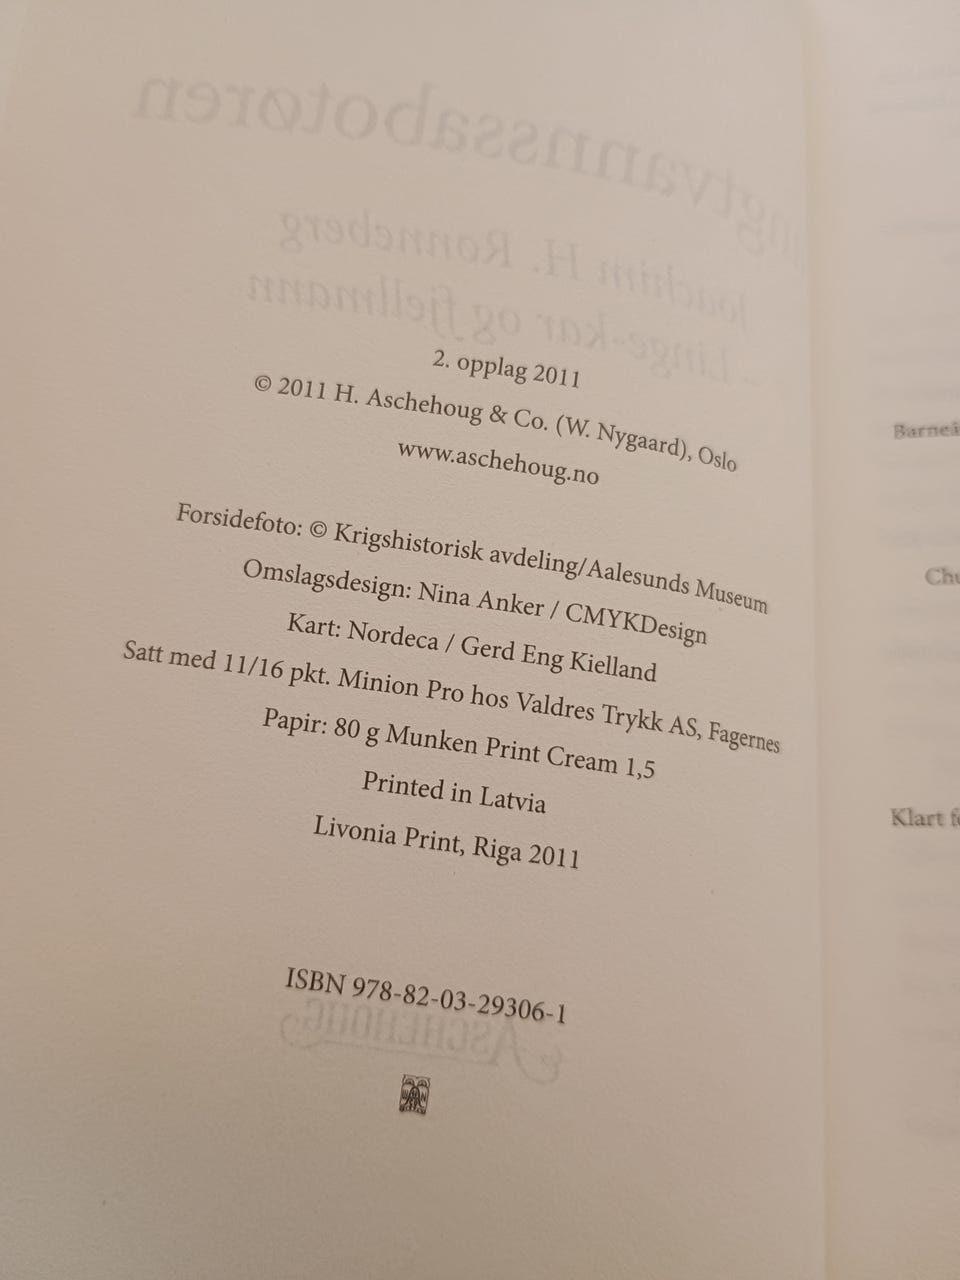 2. opplag 2011
© 2011 H. Aschehoug & Co. (W. Nygaard), Oslo
www.aschehoug.no
Forsidefoto: © Krigshistorisk avdeling/Aalesunds Museum
Omslagsdesign: Nina Anker / CMYKDesign
Kart: Nordeca / Gerd Eng Kielland
Satt med 11/16 pkt. Minion Pro hos Valdres Trykk AS, Fagernes
Papir: 80 g Munken Print Cream 1,5
Printed in Latvia
Livonia Print, Riga 2011
ISBN 978-82-03-29306-1
Klart